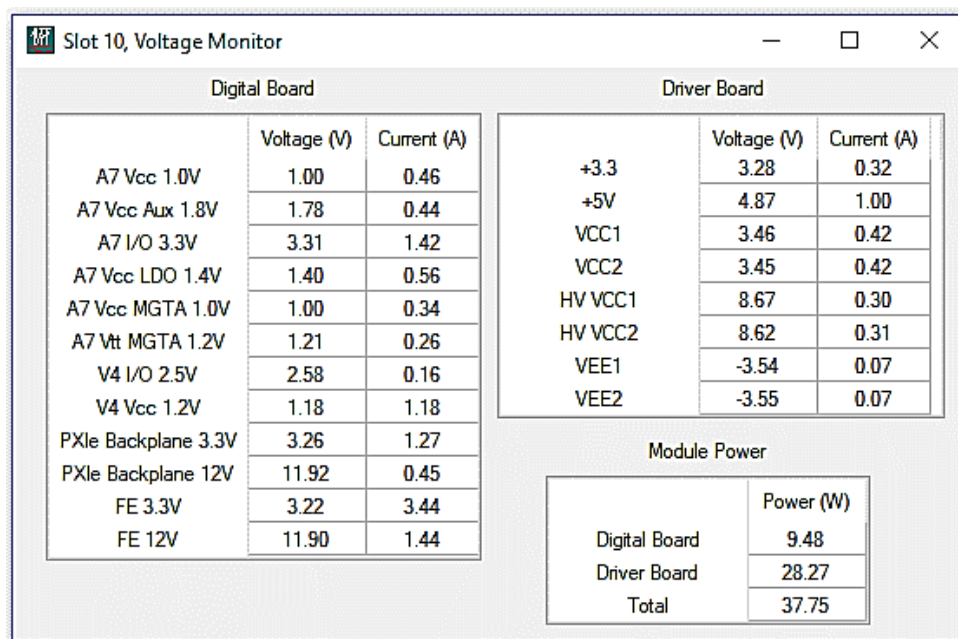 Slot 10, Voltage Monitor
Digital Board
Voltage (V) Current (A)
A7 Vcc 1.0V 1.00 0.46
A7 Vcc Aux 1.8V 1.78 0.44
A7 I/O 3.3V 3.31 1.42
A7 Vcc LDO 1.4V 1.40 0.56
A7 Vcc MGTA 1.0V 1.00 0.34
A7 Vtt MGTA 1.2V 1.21 0.26
V4 I/O 2.5V 2.58 0.16
V4 Vcc 1.2V 1.18 1.18
PXIe Backplane 3.3V 3.26 1.27
PXIe Backplane 12V 11.92 0.45
FE 3.3V 3.22 3.44
FE 12V 11.90 1.44
Driver Board
Voltage (V) Current (A)
+3.3 3.28 0.32
+5V 4.87 1.00
VCC1 3.46 0.42
VCC2 3.45 0.42
HV VCC1 8.67 0.30
HV VCC2 8.62 0.31
VEE1 -3.54 0.07
VEE2 -3.55 0.07
Module Power
Power (W)
Digital Board 9.48
Driver Board 28.27
Total 37.75